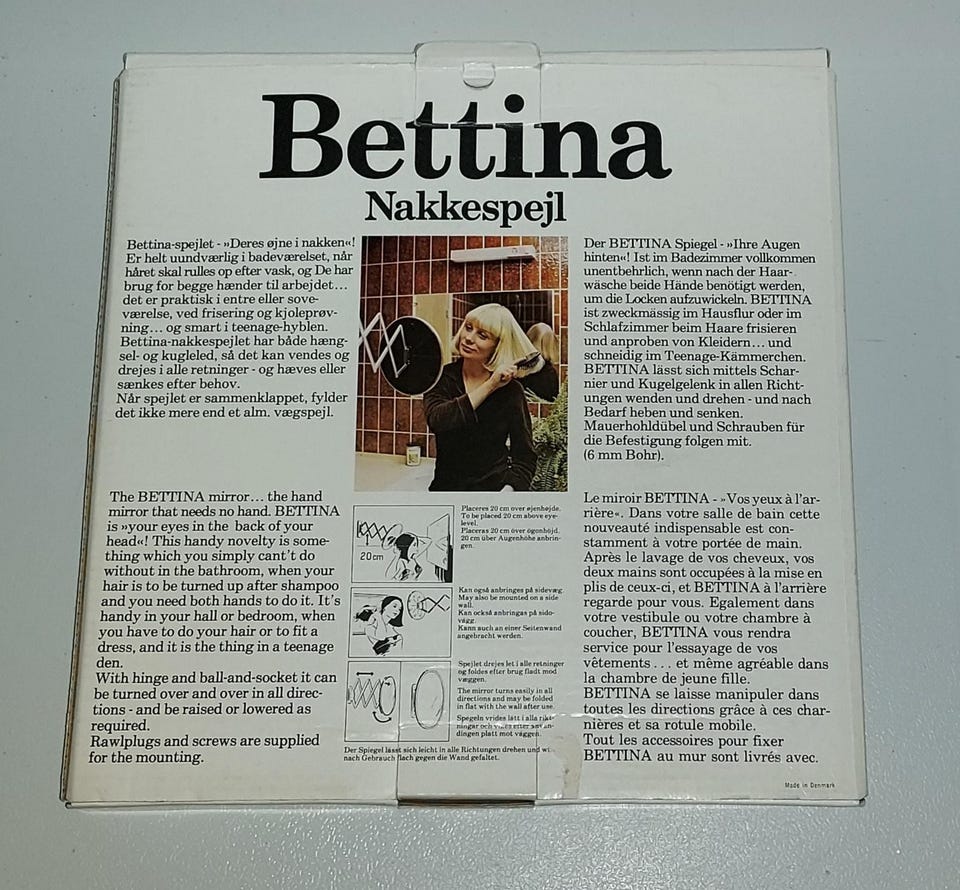 Bettina
Nakkespejl
Bettina-spejlet - »Deres øjne i nakken«!
Er helt uundværlig i badeværelset, når
håret skal rulles op efter vask, og De har
brug for begge hænder til arbejdet...
det er praktisk i entre eller sove-
værelse, ved frisering og kjoleprøv-
ning... og smart i teenage-hyblen.
Bettina-nakkespejlet har både hæng-
sel- og kugleled, så det kan vendes og
drejes i alle retninger - og hæves eller
sænkes efter behov.
Når spejlet er sammenklappet, fylder
det ikke mere end et alm. vægspejl.
Der BETTINA Spiegel - »Ihre Augen
hinten«! Ist im Badezimmer vollkommen
unentbehrlich, wenn nach der Haar-
wäsche beide Hände benötigt werden,
um die Locken aufzuwickeln. BETTINA
ist zweckmässig im Hausflur oder im
Schlafzimmer beim Haare frisieren
und anproben von Kleidern... und
schneidig im Teenage-Kämmerchen.
BETTINA lässt sich mittels Schar-
nier und Kugelgelenk in allen Richt-
ungen wenden und drehen - und nach
Bedarf heben und senken.
Mauerhohldübel und Schrauben für
die Befestigung folgen mit.
(6 mm Bohr).
The BETTINA mirror... the hand
mirror that needs no hand. BETTINA
is »your eyes in the back of your
head«! This handy novelty is some-
thing which you simply cant't do
without in the bathroom, when your
hair is to be turned up after shampoo
and you need both hands to do it. It's
handy in your hall or bedroom, when
you have to do your hair or to fit a
dress, and it is the thing in a teenage
den.
With hinge and ball-and-socket it can
be turned over and over in all direc-
tions - and be raised or lowered as
required.
Rawlplugs and screws are supplied
for the mounting.
20 cm
Placeres 20 cm over øjenhøjde.
To be placed 20 cm above eye-
level.
Placeras 20 cm över ögonhöjd.
20 cm über Augenhöhe anbrin-
gen.
Kan også anbringes på sidevæg.
May also be mounted on a side
wall.
Kan också anbringas på sido-
vägg.
Kann auch an einer Seitenwand
angebracht werden.
Spejlet drejes let i alle retninger
og foldes efter brug fladt mod
væggen.
The mirror turns easily in all
directions and may be folded
in flat with the wall after use.
Spegeln vrides lätt i alla rikt-
ningar och vikes efter använ-
dingen platt mot väggen.
Der Spiegel lässt sich leicht in alle Richtungen drehen und
nach Gebrauch flach gegen die Wand gefaltet.
Le miroir BETTINA - »Vos yeux à l'ar-
rière«. Dans votre salle de bain cette
nouveauté indispensable est con-
stamment à votre portée de main.
Après le lavage de vos cheveux, vos
deux mains sont occupées à la mise en
plis de ceux-ci, et BETTINA à l'arrière
regarde pour vous. Egalement dans
votre vestibule ou votre chambre à
coucher, BETTINA vous rendra
service pour l'essayage de vos
vêtements... et même agréable dans
la chambre de jeune fille.
BETTINA se laisse manipuler dans
toutes les directions grâce à ces char-
nières et sa rotule mobile.
Tout les accessoires pour fixer
BETTINA au mur sont livrés avec.
Made in Denmark